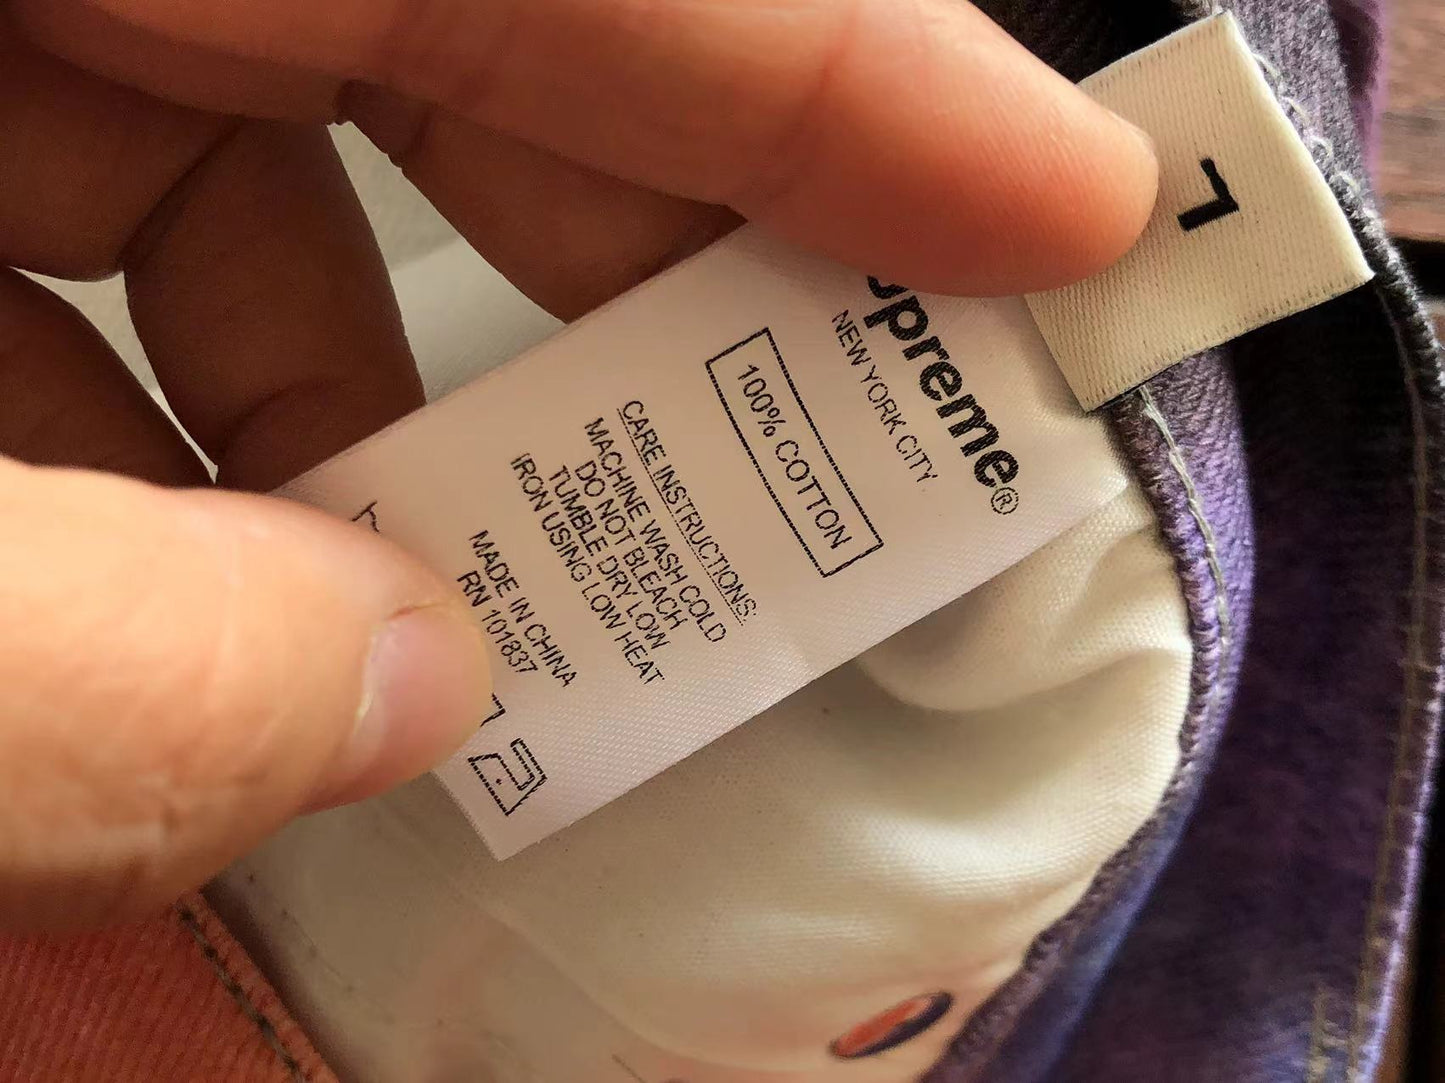 upreme®
NEW YORK CITY
100% COTTON
CARE INSTRUCTIONS:
MACHINE WASH COLD
DO NOT BLEACH
TUMBLE DRY LOW
IRON USING LOW HEAT
MADE IN CHINA
RN 101837
L